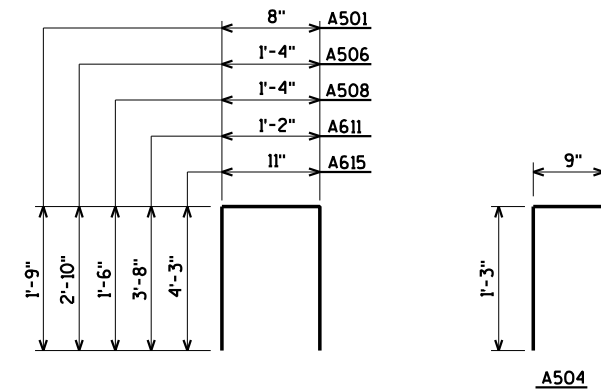 8" A501
1'-4" A506
1'-4" A508
1'-2" A611
11" A615
9"
1'-9"
2'-10"
1'-6"
3'-8"
4'-3"
1'-3"
A504